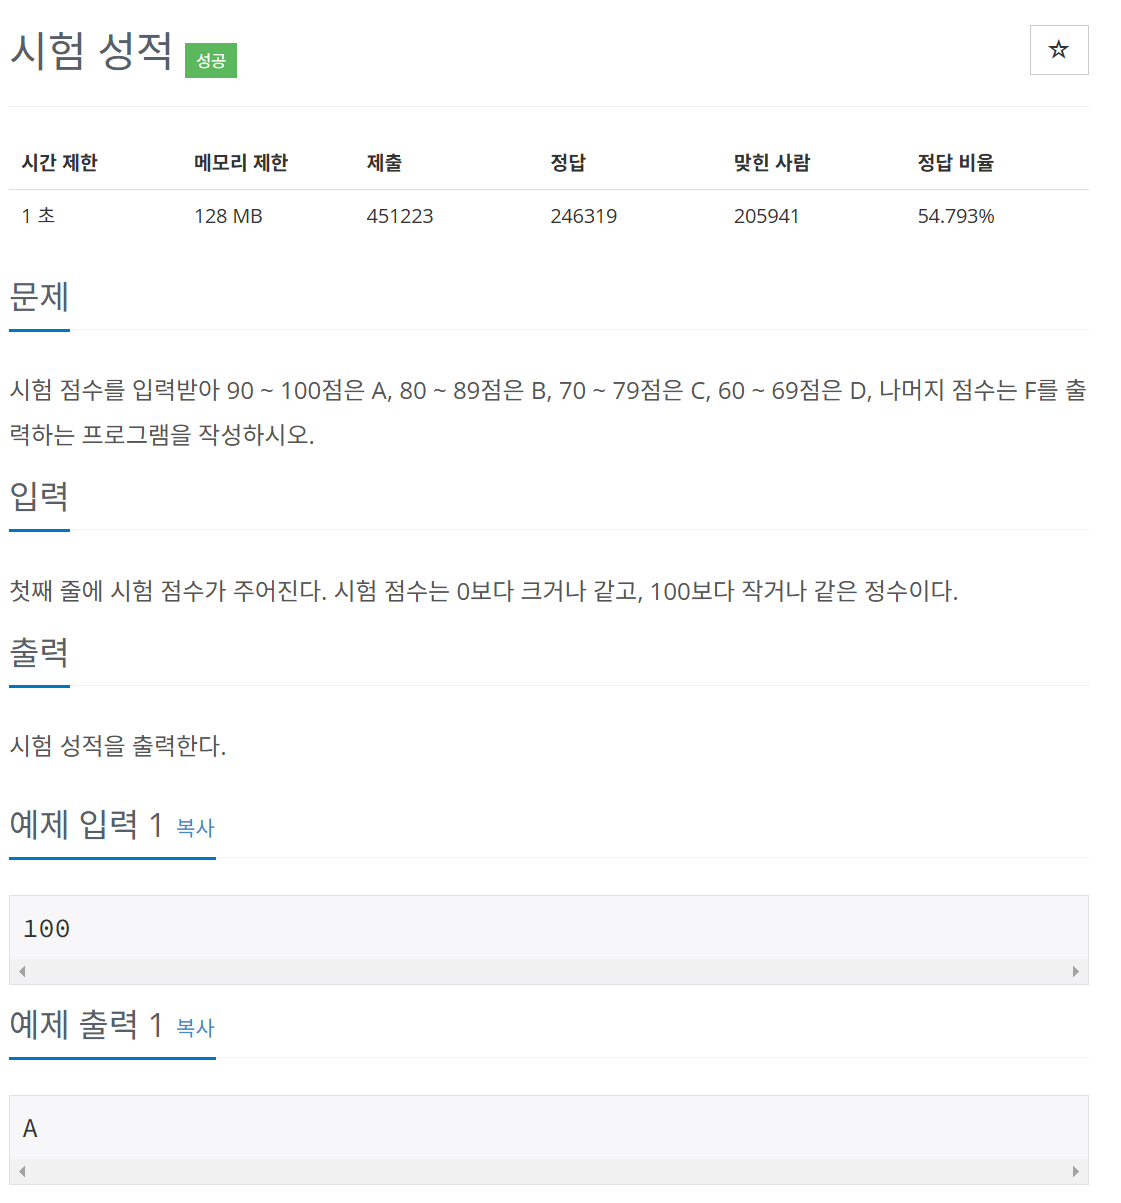 시험 성적 성공
☆
시간 제한 메모리 제한 제출 정답 맞힌 사람 정답 비율
1 초 128 MB 451223 246319 205941 54.793%
문제
시험 점수를 입력받아 90 ~ 100점은 A, 80 ~ 89점은 B, 70 ~ 79점은 C, 60 ~ 69점은 D, 나머지 점수는 F를 출
력하는 프로그램을 작성하시오.
입력
첫째 줄에 시험 점수가 주어진다. 시험 점수는 0보다 크거나 같고, 100보다 작거나 같은 정수이다.
출력
시험 성적을 출력한다.
예제 입력 1 복사
100
예제 출력 1 복사
A